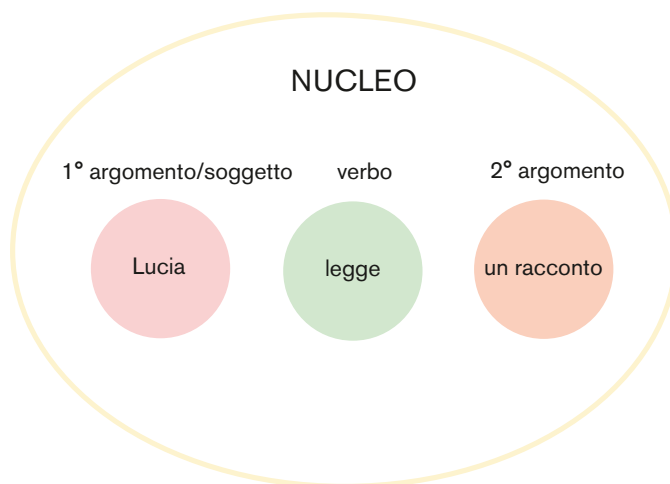 NUCLEO
1° argomento/soggetto verbo 2° argomento
Lucia legge un racconto